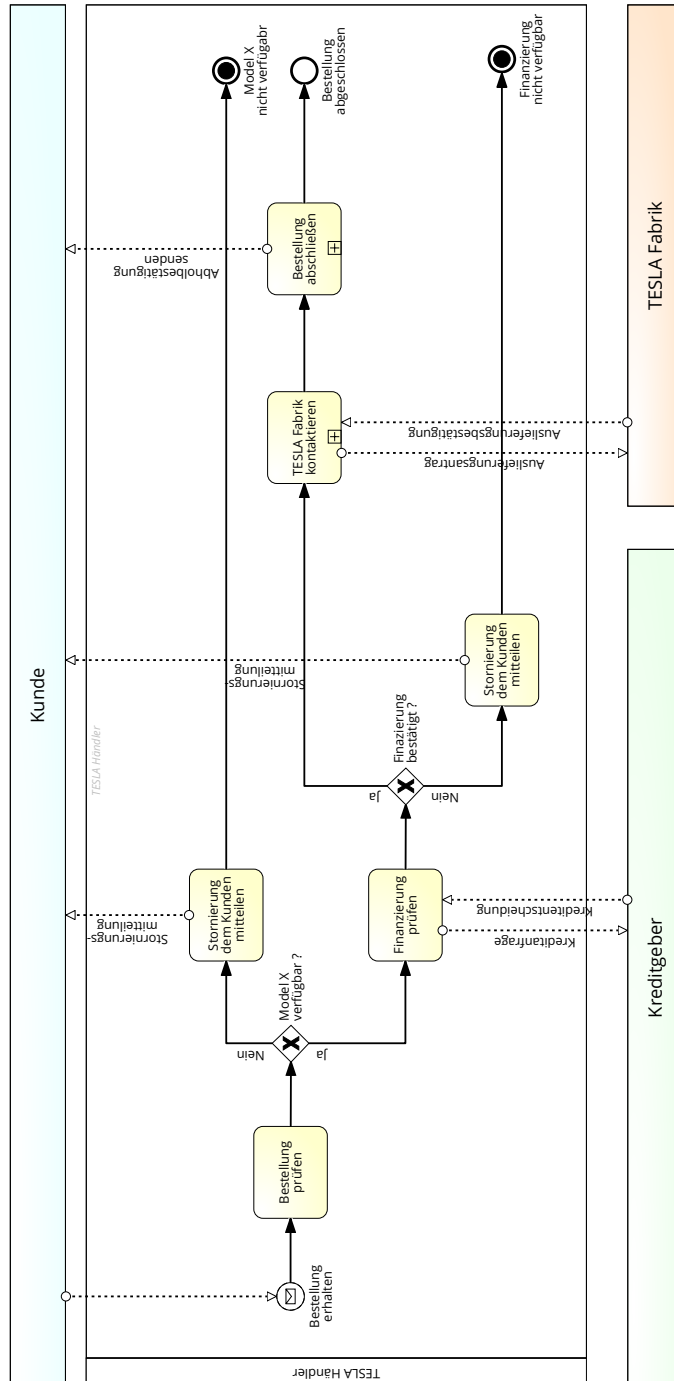 Kunde
TESLA Händler
TESLA Händler
Bestellung
erhalten
Bestellung
prüfen
Model X
verfügbar ?
Nein
Ja
Stornierung
dem Kunden
mitteilen
Stornierungs-
mitteilung
Model X
nicht verfügabr
Finanzierung
prüfen
Kreditanfrage
Kreditentscheidung
Finazierung
bestätigt ?
Ja
Nein
Stornierung
dem Kunden
mitteilen
Stornierungs-
mitteilung
Finanzierung
nicht verfügbar
TESLA Fabrik
kontaktieren
Auslieferungsantrag
Auslieferungsbestätigung
Bestellung
abschließen
Abholbestätigung
senden
Bestellung
abgeschlossen
Kreditgeber
TESLA Fabrik